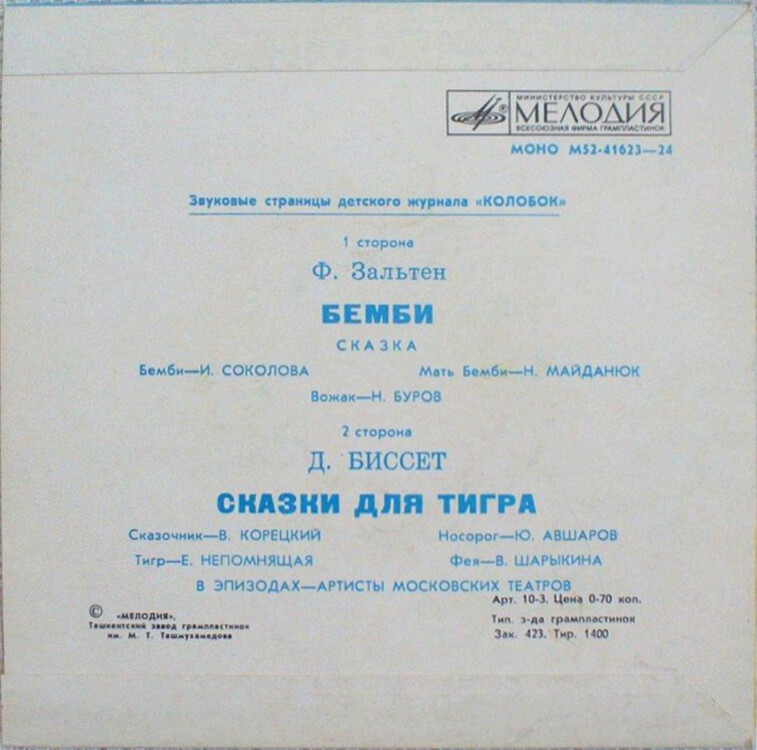 МИНИСТЕРСТВО КУЛЬТУРЫ СССР
МЕЛОДИЯ
ВСЕСОЮЗНАЯ ФИРМА ГРАМПЛАСТИНОК
МОНО М52-41623—24
Звуковые страницы детского журнала «КОЛОБОК»
1 сторона
Ф. Зальтен
БЕМБИ
СКАЗКА
Бемби—И. СОКОЛОВА Мать Бемби—Н. МАЙДАНЮК
Вожак—Н. БУРОВ
2 сторона
Д. БИССЕТ
СКАЗКИ ДЛЯ ТИГРА
Сказочник—В. КОРЕЦКИЙ Носорог—Ю. АВШАРОВ
Тигр—Е. НЕПОМНЯЩАЯ Фея—В. ШАРЫКИНА
В ЭПИЗОДАХ—АРТИСТЫ МОСКОВСКИХ ТЕАТРОВ
Арт. 10-3. Цена 0-70 коп.
© «МЕЛОДИЯ»,
Ташкентский завод грампластинок
им. М. Т. Ташмухамедова
Тип. з-да грампластинок
Зак. 423. Тир. 1400